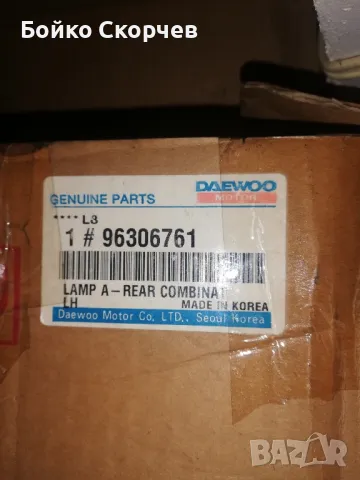 Бойко Скорчев
GENUINE PARTS
DAEWOO
MOTOR
**** L3
1 # 96306761
LAMP A-REAR COMBINAT
LH
MADE IN KOREA
Daewoo Motor Co, LTD., Seoul Korea
BAZAR